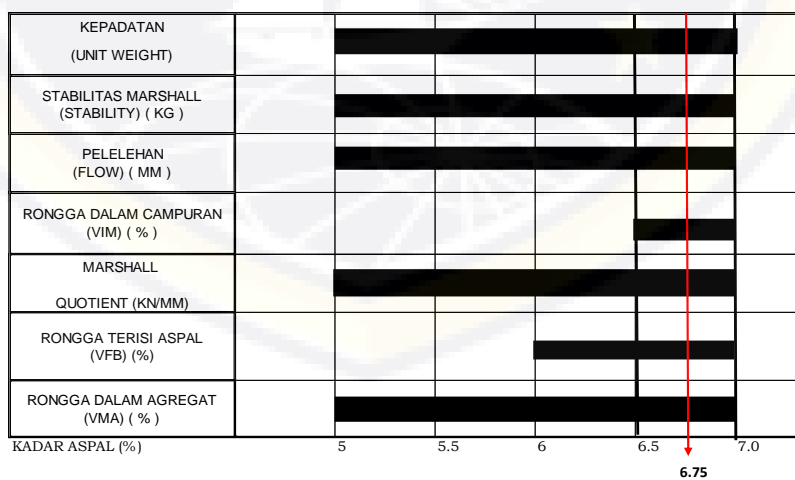 KEPADATAN
(UNIT WEIGHT)
STABILITAS MARSHALL
(STABILITY) ( KG )
PELELEHAN
(FLOW) ( MM )
RONGGA DALAM CAMPURAN
(VIM) ( % )
MARSHALL
QUOTIENT (KN/MM)
RONGGA TERISI ASPAL
(VFB) (%)
RONGGA DALAM AGREGAT
(VMA) ( % )
KADAR ASPAL (%) 5 5.5 6 6.5 7.0
6.75